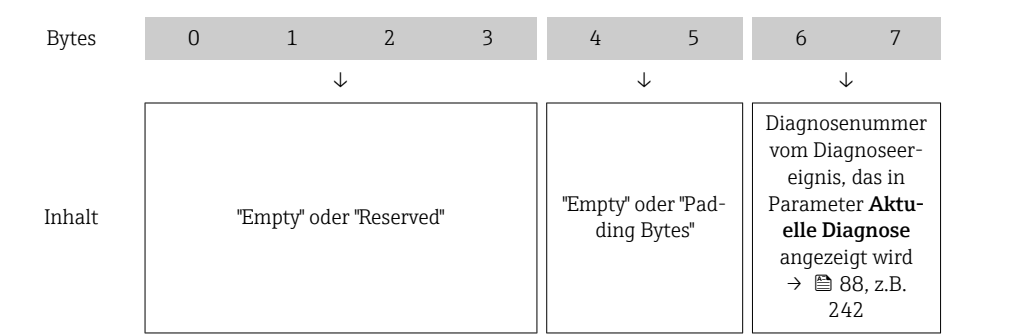 Bytes 0 1 2 3 4 5 6 7
↓ ↓ ↓
Inhalt
"Empty" oder "Reserved"
"Empty" oder "Pad-
ding Bytes"
Diagnosenummer
vom Diagnoseer-
eignis, das in
Parameter Aktu-
elle Diagnose
angezeigt wird
→ 88, z.B.
242